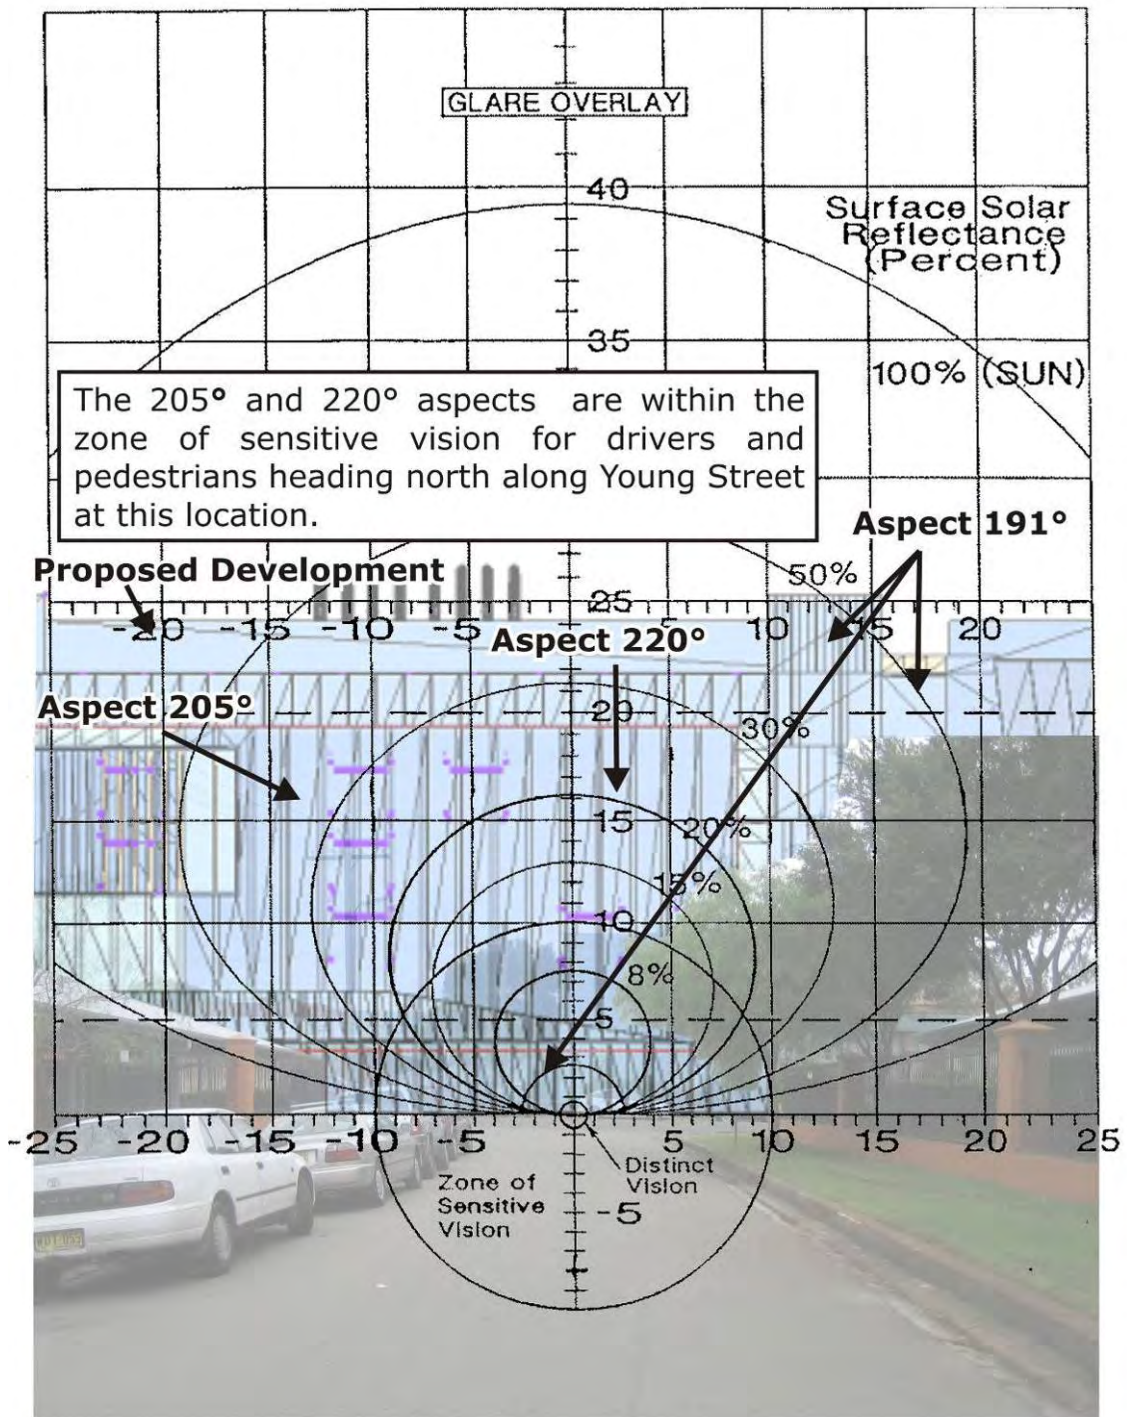 GLARE OVERLAY
40
Surface Solar
Reflectance
(Percent)
35
100% (SUN)
The 205° and 220° aspects are within the
zone of sensitive vision for drivers and
pedestrians heading north along Young Street
at this location.
Aspect 191°
Proposed Development
50%
25
-20 -15 -10 -5 10 15 20
Aspect 220°
Aspect 205°
20
30%
15
20%
15%
10
8%
5
-25 -20 -15 -10 -5 5 10 15 20 25
Distinct
Vision
Zone of
Sensitive
Vision
-5